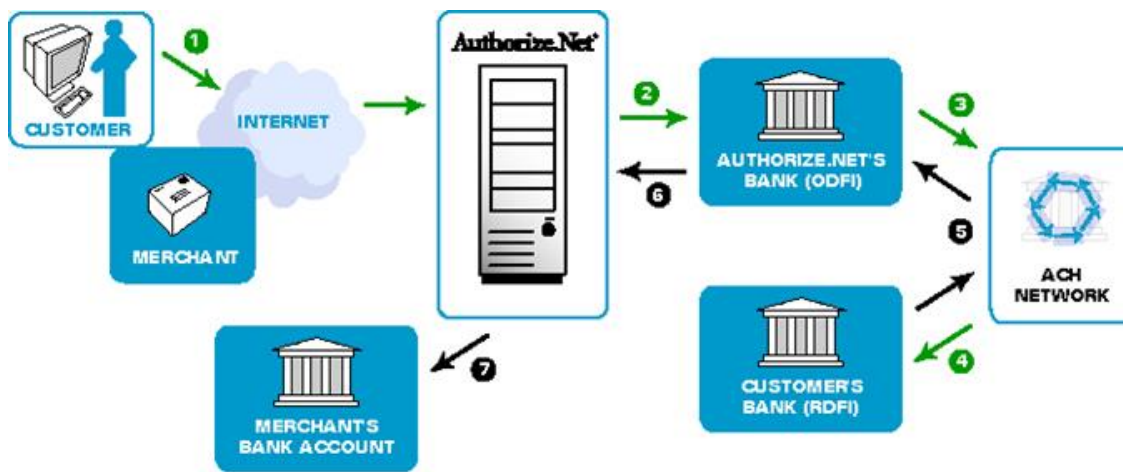 1
CUSTOMER
INTERNET
MERCHANT
Authorize.Net
2
AUTHORIZE.NET'S
BANK (ODFI)
3
ACH
NETWORK
4
CUSTOMER'S
BANK (RDFI)
5
6
7
MERCHANT'S
BANK ACCOUNT